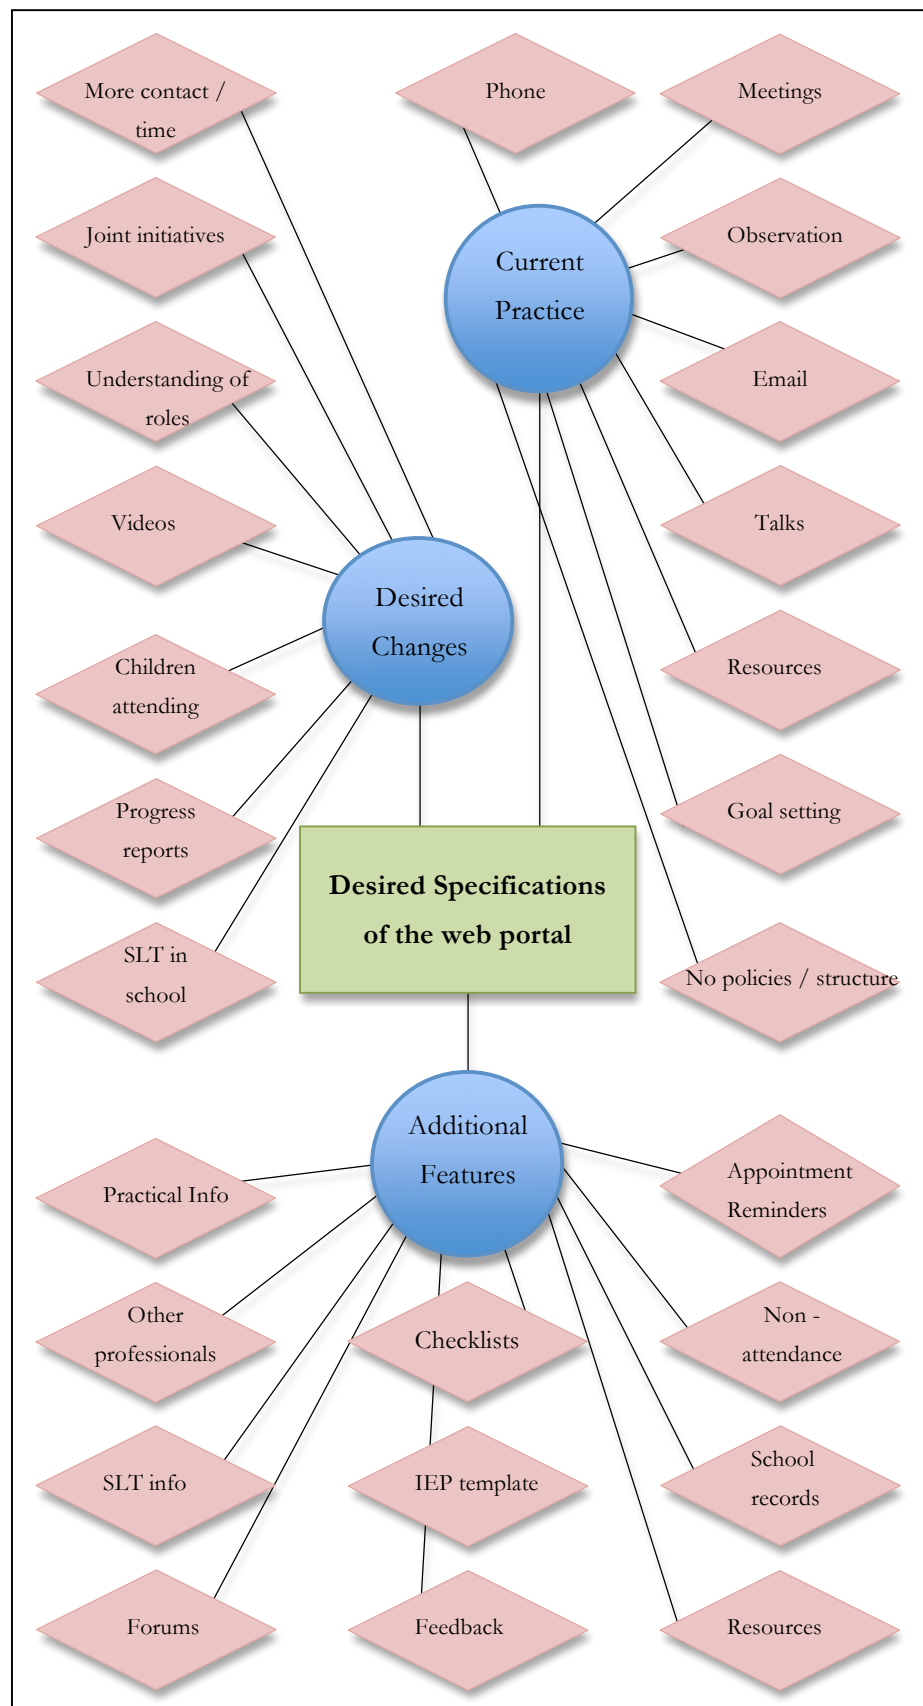 More contact /
time
Phone
Meetings
Joint initiatives
Current
Practice
Observation
Understanding of
roles
Email
Videos
Talks
Desired
Changes
Children
attending
Resources
Progress
reports
Goal setting
Desired Specifications
of the web portal
SLT in
school
No policies / structure
Additional
Features
Practical Info
Appointment
Reminders
Other
professionals
Checklists
Non -
attendance
SLT info
IEP template
School
records
Forums
Feedback
Resources